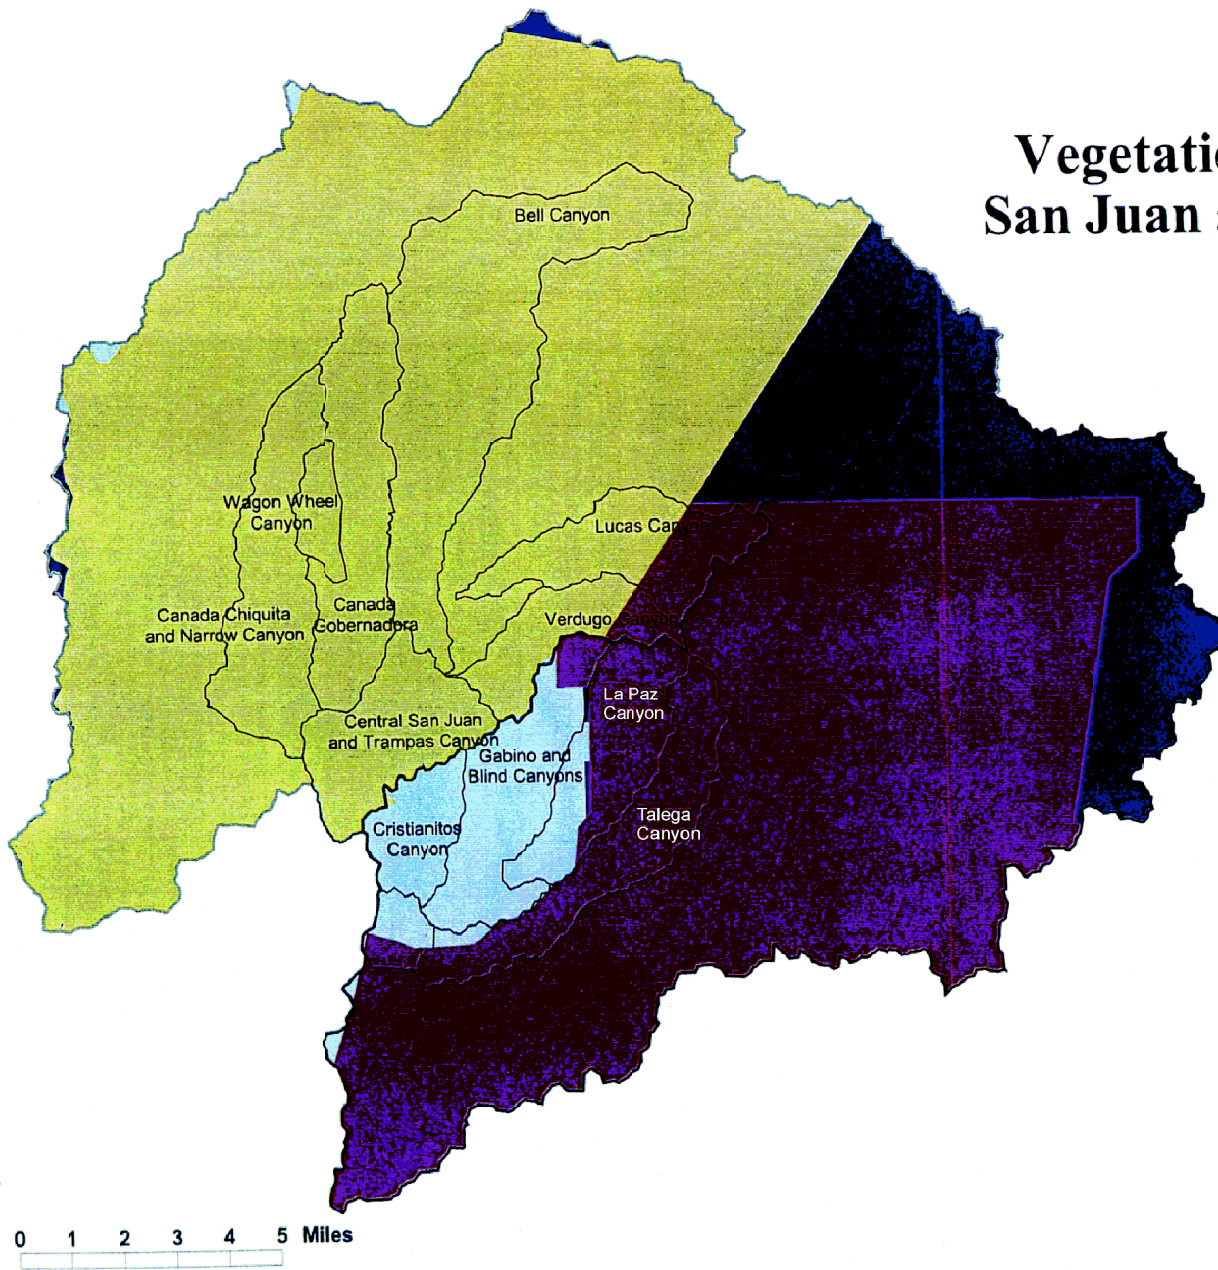 Vegetati
San Juan
Bell Canyon
Wagon Wheel
Canyon
Lucas Canyon
Canada Chiquita
and Narrow Canyon
Canada
Gobernadora
Verdugo Canyon
La Paz
Canyon
Central San Juan
and Trampas Canyon
Gabino and
Blind Canyons
Talega
Canyon
Cristianitos
Canyon
0 1 2 3 4 5 Miles